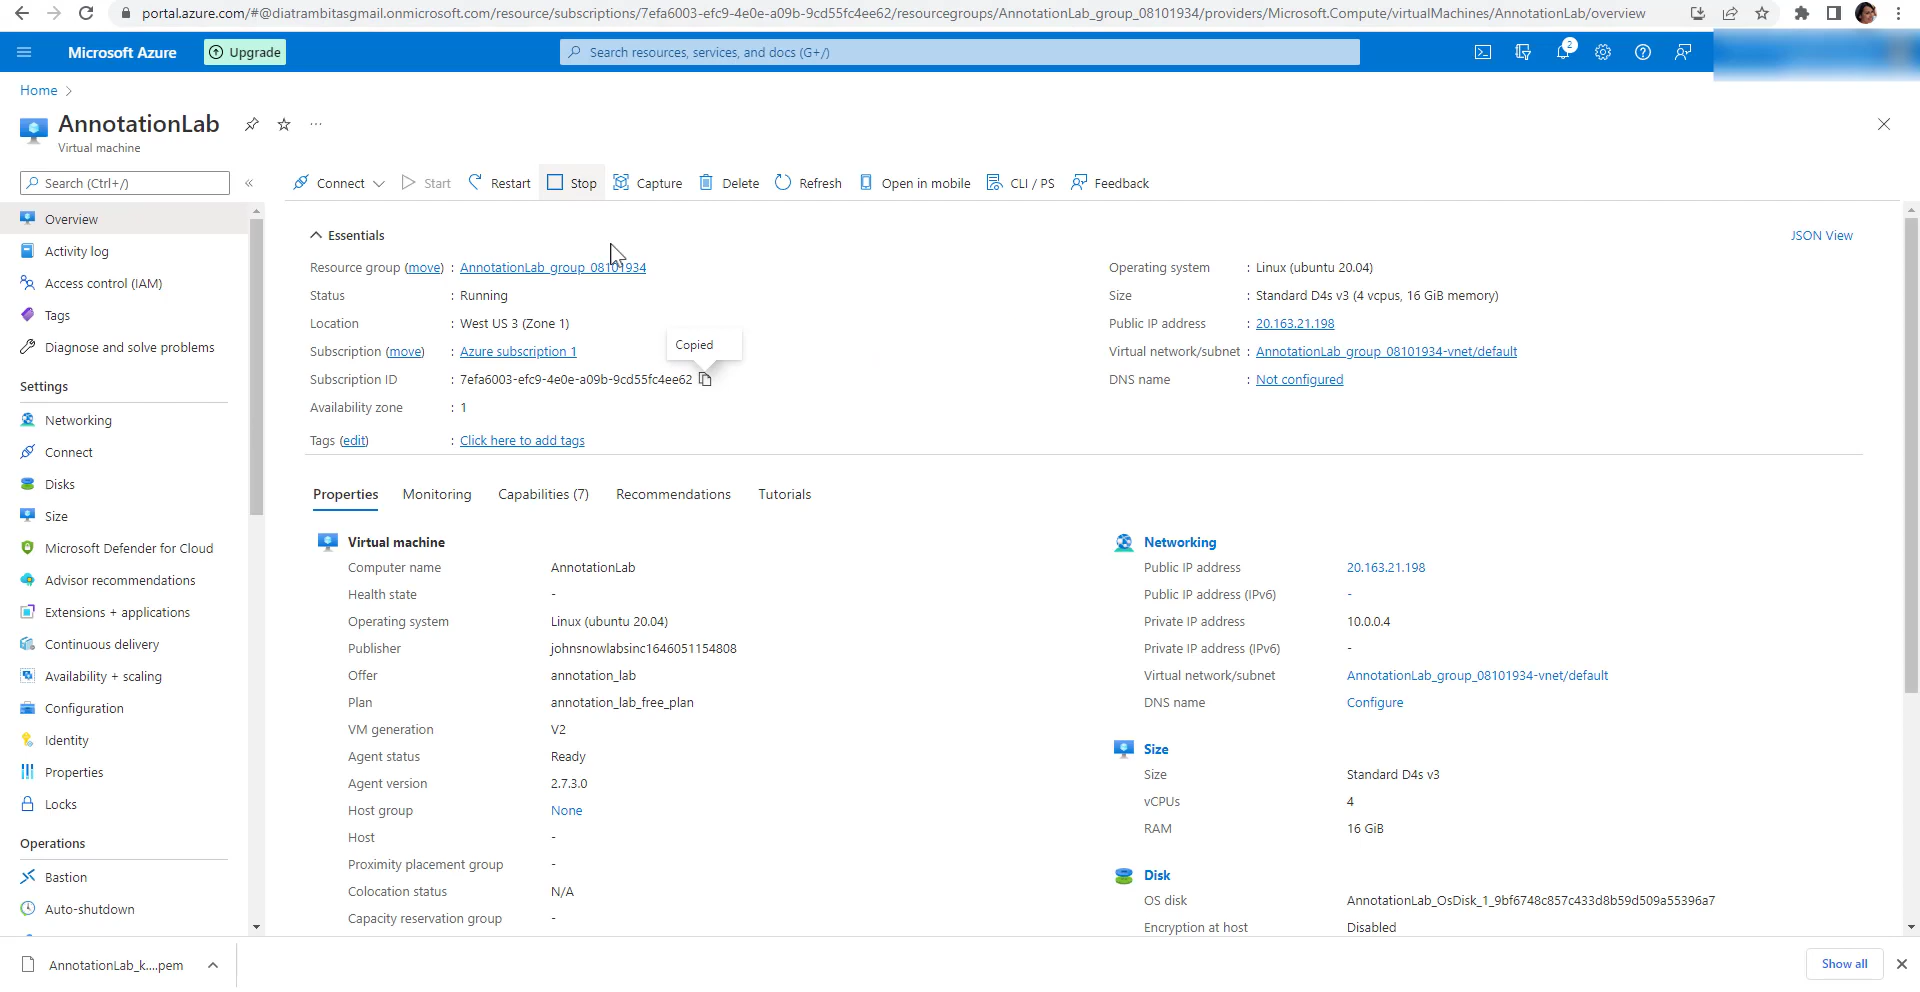 portal.azure.com/#@diatrambitasgmail.onmicrosoft.com/resource/subscriptions/7efa6003-efc9-4e0e-a09b-9cd55fc4ee62/resourcegroups/AnnotationLab_group_08101934/providers/Microsoft.Compute/virtualMachines/AnnotationLab/overview
Microsoft Azure
Upgrade
Search resources, services, and docs (G+/)
2
Home
AnnotationLab
Virtual machine
Search (Ctrl+/)
«
Connect
Start
Restart
Stop
Capture
Delete
Refresh
Open in mobile
CLI / PS
Feedback
Overview
Activity log
Access control (IAM)
Tags
Diagnose and solve problems
Settings
Networking
Connect
Disks
Size
Microsoft Defender for Cloud
Advisor recommendations
Extensions + applications
Continuous delivery
Availability + scaling
Configuration
Identity
Properties
Locks
Operations
Bastion
Auto-shutdown
Essentials
JSON View
Resource group (move) : AnnotationLab_group_08101934
Status : Running
Location : West US 3 (Zone 1)
Subscription (move) : Azure subscription 1
Copied
Subscription ID : 7efa6003-efc9-4e0e-a09b-9cd55fc4ee62
Availability zone : 1
Tags (edit) : Click here to add tags
Operating system : Linux (ubuntu 20.04)
Size : Standard D4s v3 (4 vcpus, 16 GiB memory)
Public IP address : 20.163.21.198
Virtual network/subnet : AnnotationLab_group_08101934-vnet/default
DNS name : Not configured
Properties
Monitoring
Capabilities (7)
Recommendations
Tutorials
Virtual machine
Computer name AnnotationLab
Health state -
Operating system Linux (ubuntu 20.04)
Publisher johnsnowlabsinc1646051154808
Offer annotation_lab
Plan annotation_lab_free_plan
VM generation V2
Agent status Ready
Agent version 2.7.3.0
Host group None
Host -
Proximity placement group -
Colocation status N/A
Capacity reservation group -
Networking
Public IP address 20.163.21.198
Public IP address (IPv6) -
Private IP address 10.0.0.4
Private IP address (IPv6) -
Virtual network/subnet AnnotationLab_group_08101934-vnet/default
DNS name Configure
Size
Size Standard D4s v3
vCPUs 4
RAM 16 GiB
Disk
OS disk AnnotationLab_OsDisk_1_9bf6748c857c433d8b59d509a55396a7
Encryption at host Disabled
AnnotationLab_k....pem
Show all